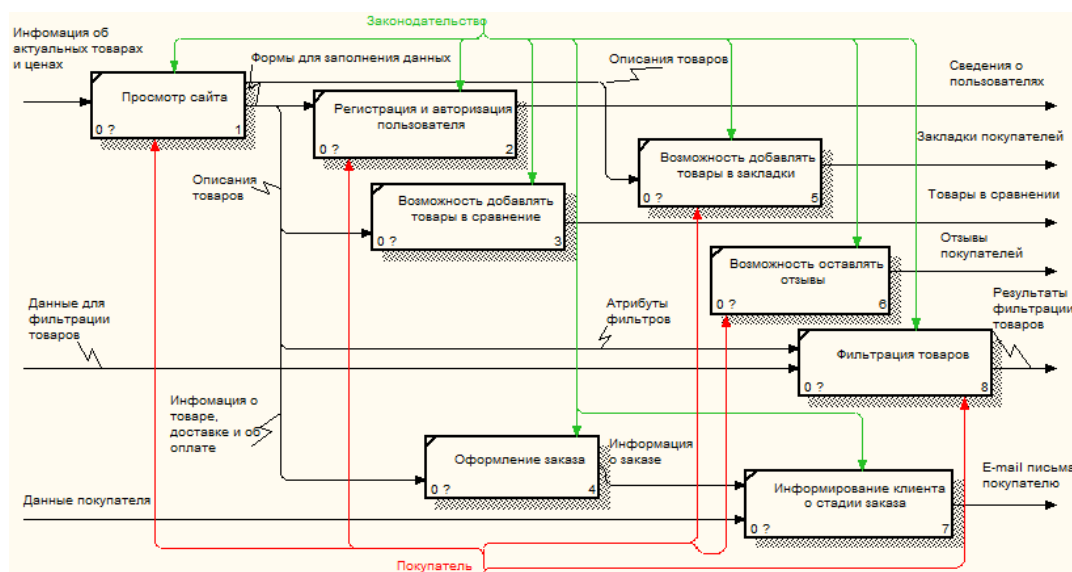 Законодательство
Инфомация об
актуальных товарах
и ценах
Формы для заполнения данных
Описания товаров
Сведения о
пользователях
Просмотр сайта
0 ?
1
Регистрация и авторизация
пользователя
0 ?
2
Закладки покупателей
Возможность добавлять
товары в закладки
0 ?
5
Описания
товаров
Возможность добавлять
товары в сравнение
0 ?
3
Товары в сравнении
Отзывы
покупателей
Возможность оставлять
отзывы
0 ?
6
Данные для
фильтрации
товаров
Атрибуты
фильтров
Результаты
фильтрации
товаров
Фильтрация товаров
0 ?
8
Инфомация о
товаре,
доставке и об
оплате
Оформление заказа
0 ?
4
Информация
о заказе
E-mail письма
покупателю
Данные покупателя
Информирование клиента
о стадии заказа
0 ?
7
Покупатель